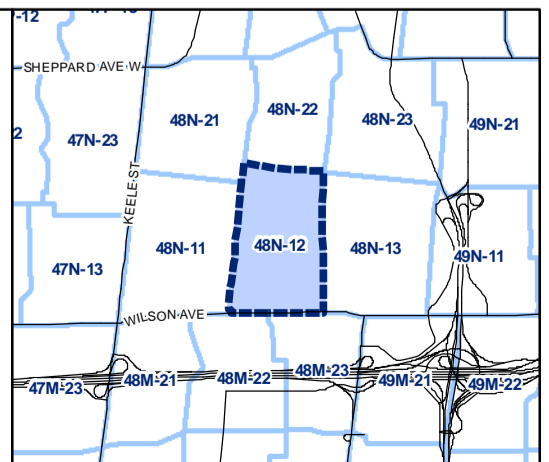 -12
SHEPPARD AVE W
48N-21
48N-22
48N-23
49N-21
2
47N-23
KEELE ST
47N-13
48N-11
48N-12
48N-13
49N-11
WILSON AVE
47M-23
48M-21
48M-22
48M-23
49M-21
49M-22